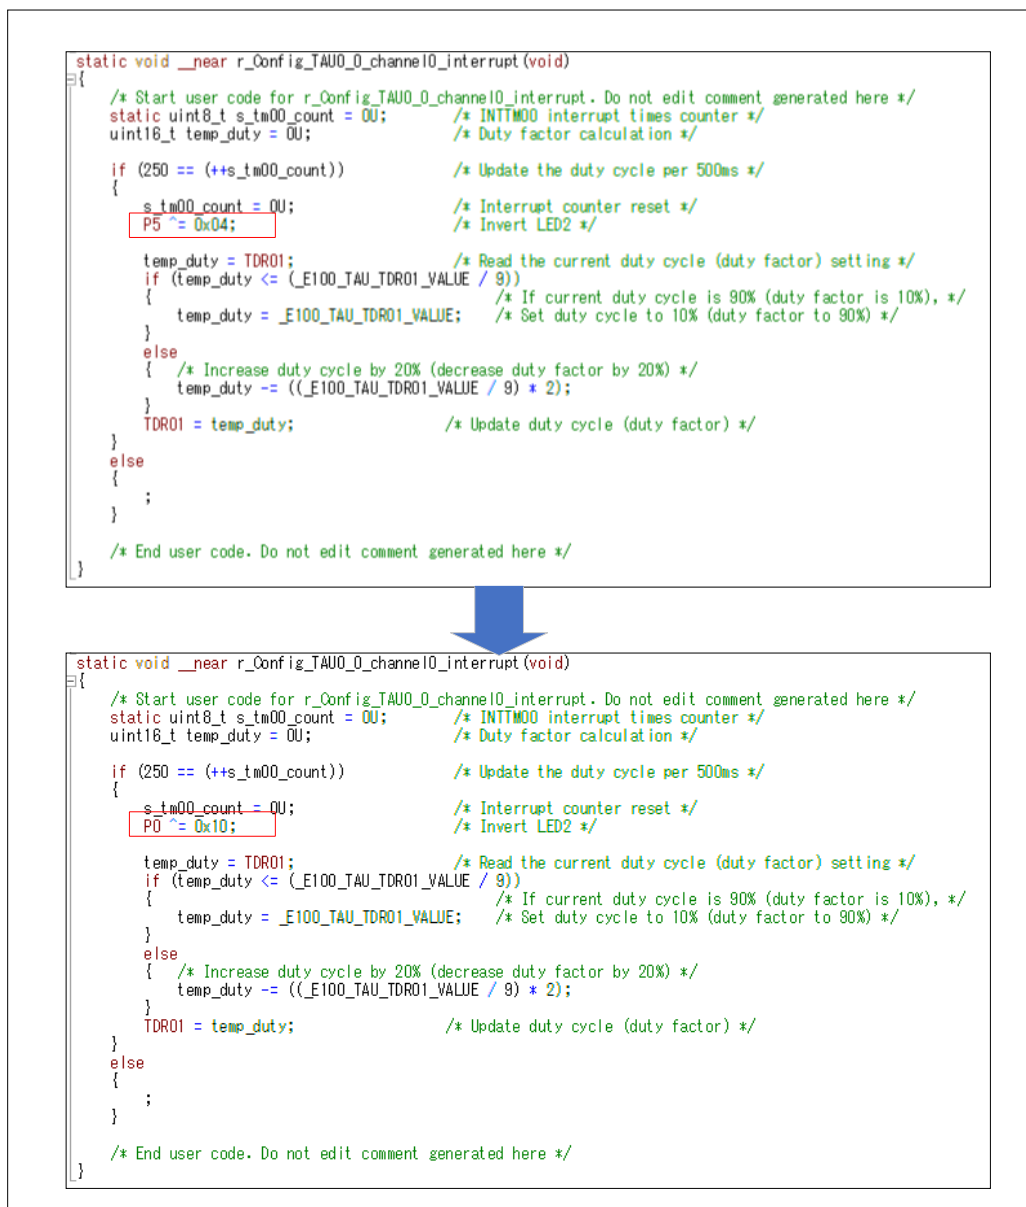 static void __near r_Config_TAU0_0_channel0_interrupt(void)
{
/* Start user code for r_Config_TAU0_0_channel0_interrupt. Do not edit comment generated here */
static uint8_t s_tm00_count = 0U; /* INTTM00 interrupt times counter */
uint16_t temp_duty = 0U; /* Duty factor calculation */
if (250 == (++s_tm00_count)) /* Update the duty cycle per 500ms */
{
s_tm00_count = 0U; /* Interrupt counter reset */
P5 ^= 0x04; /* Invert LED2 */
temp_duty = TDR01; /* Read the current duty cycle (duty factor) setting */
if (temp_duty <= (_E100_TAU_TDR01_VALUE / 9))
{ /* If current duty cycle is 90% (duty factor is 10%), */
temp_duty = _E100_TAU_TDR01_VALUE; /* Set duty cycle to 10% (duty factor to 90%) */
}
else
{ /* Increase duty cycle by 20% (decrease duty factor by 20%) */
temp_duty -= ((_E100_TAU_TDR01_VALUE / 9) * 2);
}
TDR01 = temp_duty; /* Update duty cycle (duty factor) */
}
else
{
;
}
/* End user code. Do not edit comment generated here */
}
static void __near r_Config_TAU0_0_channel0_interrupt(void)
{
/* Start user code for r_Config_TAU0_0_channel0_interrupt. Do not edit comment generated here */
static uint8_t s_tm00_count = 0U; /* INTTM00 interrupt times counter */
uint16_t temp_duty = 0U; /* Duty factor calculation */
if (250 == (++s_tm00_count)) /* Update the duty cycle per 500ms */
{
s_tm00_count = 0U; /* Interrupt counter reset */
P0 ^= 0x10; /* Invert LED2 */
temp_duty = TDR01; /* Read the current duty cycle (duty factor) setting */
if (temp_duty <= (_E100_TAU_TDR01_VALUE / 9))
{ /* If current duty cycle is 90% (duty factor is 10%), */
temp_duty = _E100_TAU_TDR01_VALUE; /* Set duty cycle to 10% (duty factor to 90%) */
}
else
{ /* Increase duty cycle by 20% (decrease duty factor by 20%) */
temp_duty -= ((_E100_TAU_TDR01_VALUE / 9) * 2);
}
TDR01 = temp_duty; /* Update duty cycle (duty factor) */
}
else
{
;
}
/* End user code. Do not edit comment generated here */
}